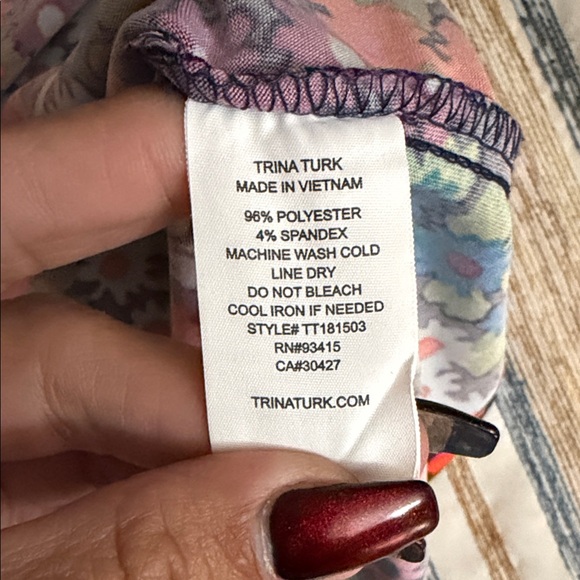 TRINA TURK
MADE IN VIETNAM
96% POLYESTER
4% SPANDEX
MACHINE WASH COLD
LINE DRY
DO NOT BLEACH
COOL IRON IF NEEDED
STYLE# TT181503
RN#93415
CA#30427
TRINATURK.COM